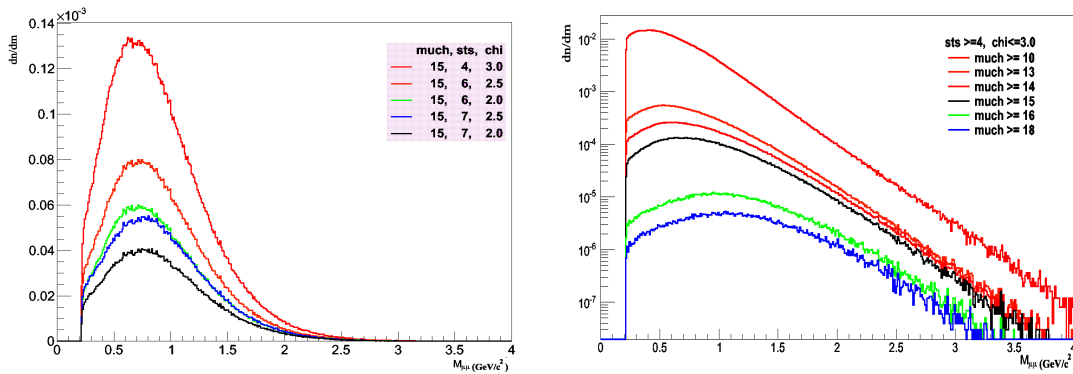 ×10⁻³
dn/dm
0.14
0.12
0.1
0.08
0.06
0.04
0.02
0
much, sts, chi
15, 4, 3.0
15, 6, 2.5
15, 6, 2.0
15, 7, 2.5
15, 7, 2.0
0 0.5 1 1.5 2 2.5 3 3.5 4
M_μμ (GeV/c²)
dn/dm
10⁻²
10⁻³
10⁻⁴
10⁻⁵
10⁻⁶
10⁻⁷
sts >=4, chi<=3.0
much >= 10
much >= 13
much >= 14
much >= 15
much >= 16
much >= 18
0 0.5 1 1.5 2 2.5 3 3.5 4
M_μμ (GeV/c²)